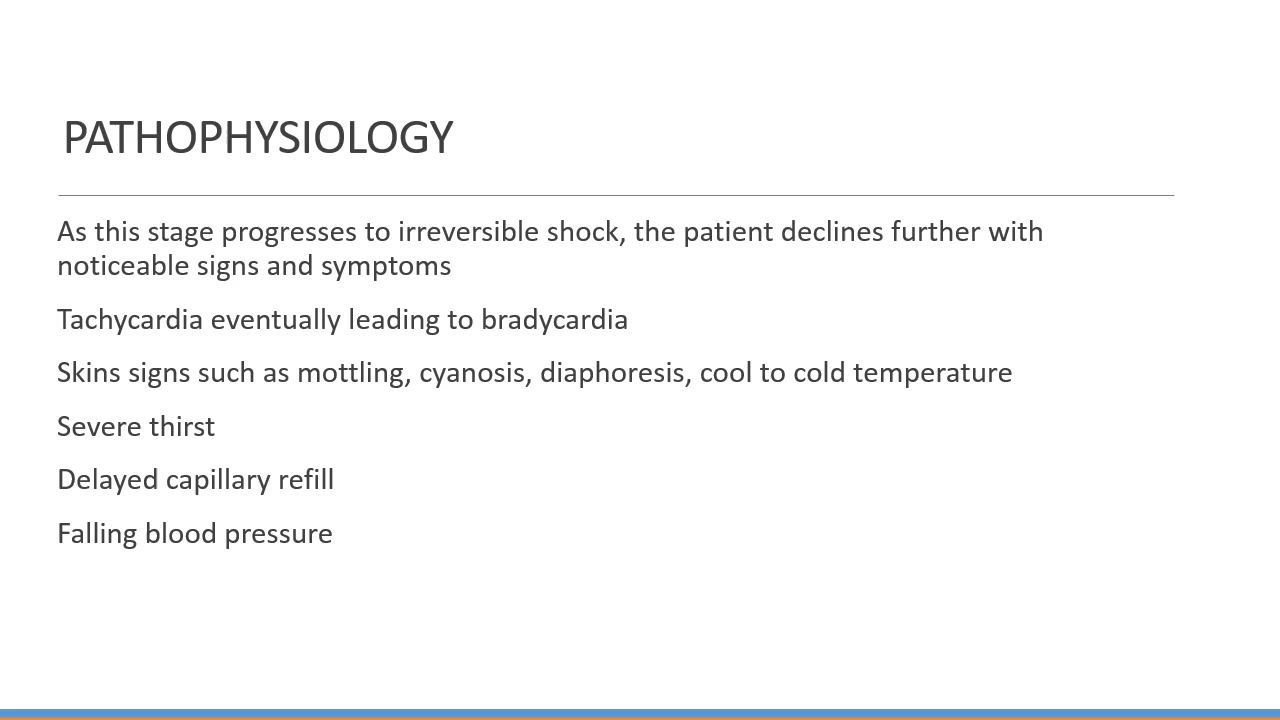 PATHOPHYSIOLOGY
As this stage progresses to irreversible shock, the patient declines further with
noticeable signs and symptoms
Tachycardia eventually leading to bradycardia
Skins signs such as mottling, cyanosis, diaphoresis, cool to cold temperature
Severe thirst
Delayed capillary refill
Falling blood pressure